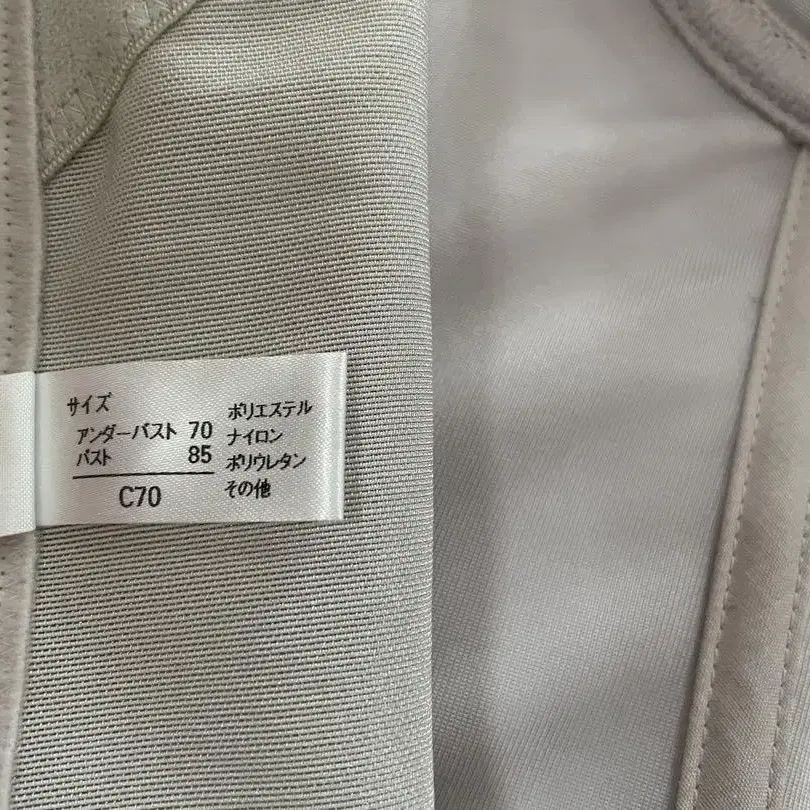 サイズ
アンダーバスト 70
バスト 85
C70
ポリエステル
ナイロン
ポリウレタン
その他